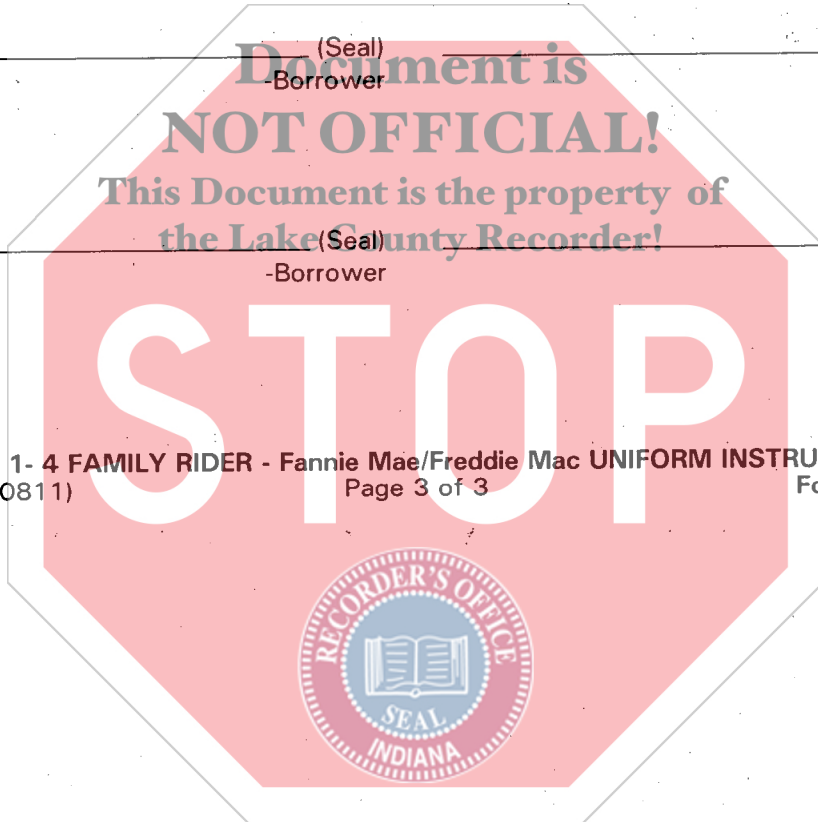 (Seal)
-Borrower
Document is
NOT OFFICIAL!
This Document is the property of
the Lake County Recorder!
(Seal)
-Borrower
STOP
1- 4 FAMILY RIDER - Fannie Mae/Freddie Mac UNIFORM INSTRU
0811) Page 3 of 3 Fo
RECORDER'S OFFICE
SEAL
INDIANA